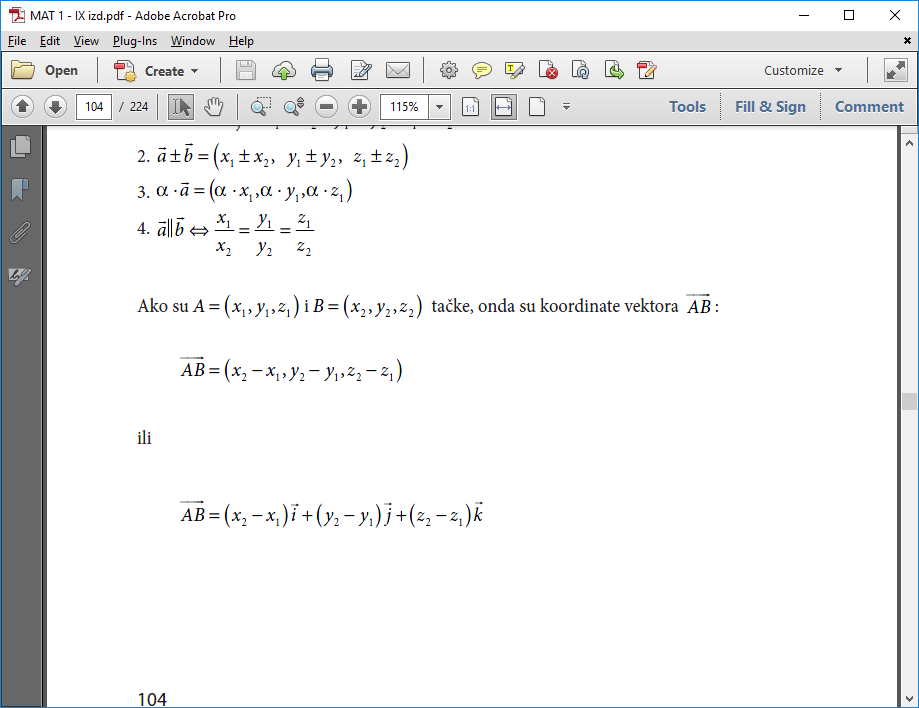 MAT 1 - IX izd.pdf - Adobe Acrobat Pro
File Edit View Plug-Ins Window Help
Open Create Customize
104 / 224 115% 1:1 Tools Fill & Sign Comment
2. a⃗ ± b⃗ = (x₁ ± x₂, y₁ ± y₂, z₁ ± z₂)
3. α · a⃗ = (α · x₁, α · y₁, α · z₁)
4. a⃗ ∥ b⃗ ⇔ x₁/x₂ = y₁/y₂ = z₁/z₂
Ako su A = (x₁, y₁, z₁) i B = (x₂, y₂, z₂) tačke, onda su koordinate vektora A͞B⃗ :
A͞B⃗ = (x₂ − x₁, y₂ − y₁, z₂ − z₁)
ili
A͞B⃗ = (x₂ − x₁)i⃗ + (y₂ − y₁)j⃗ + (z₂ − z₁)k⃗
104